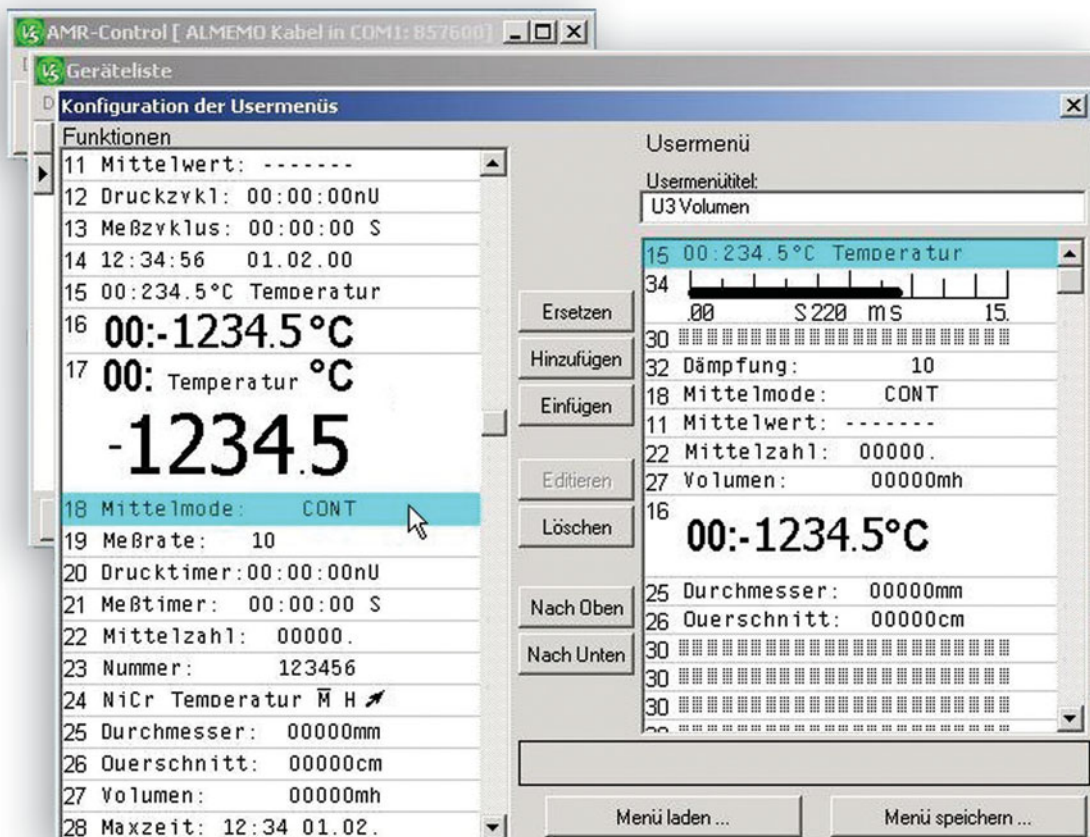 AMR-Control [ ALMEMO Kabel in COM1: B57600]
Geräteliste
D
Konfiguration der Usermenüs
Funktionen
11 Mittelwert: -------
12 Druckzykl: 00:00:00nU
13 Meßzyklus: 00:00:00 S
14 12:34:56 01.02.00
15 00:234.5°C Temperatur
16 00:-1234.5°C
17 00: Temperatur °C
-1234.5
18 Mittelmode: CONT
19 Meßrate: 10
20 Drucktimer:00:00:00nU
21 Meßtimer: 00:00:00 S
22 Mittelzahl: 00000.
23 Nummer: 123456
24 NiCr Temperatur M̅ H
25 Durchmesser: 00000mm
26 Querschnitt: 00000cm
27 Volumen: 00000mh
28 Maxzeit: 12:34 01.02.
Ersetzen
Hinzufügen
Einfügen
Editieren
Löschen
Nach Oben
Nach Unten
Usermenü
Usermenütitel:
U3 Volumen
15 00:234.5°C Temperatur
34
.00 S220 ms 15.
30
32 Dämpfung: 10
18 Mittelmode: CONT
11 Mittelwert: -------
22 Mittelzahl: 00000.
27 Volumen: 00000mh
16 00:-1234.5°C
25 Durchmesser: 00000mm
26 Querschnitt: 00000cm
30
30
30
Menü laden ...
Menü speichern ...